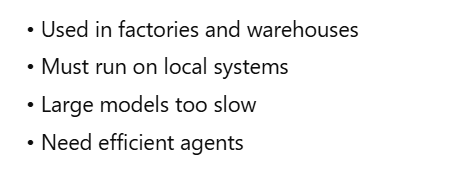 • Used in factories and warehouses
• Must run on local systems
• Large models too slow
• Need efficient agents